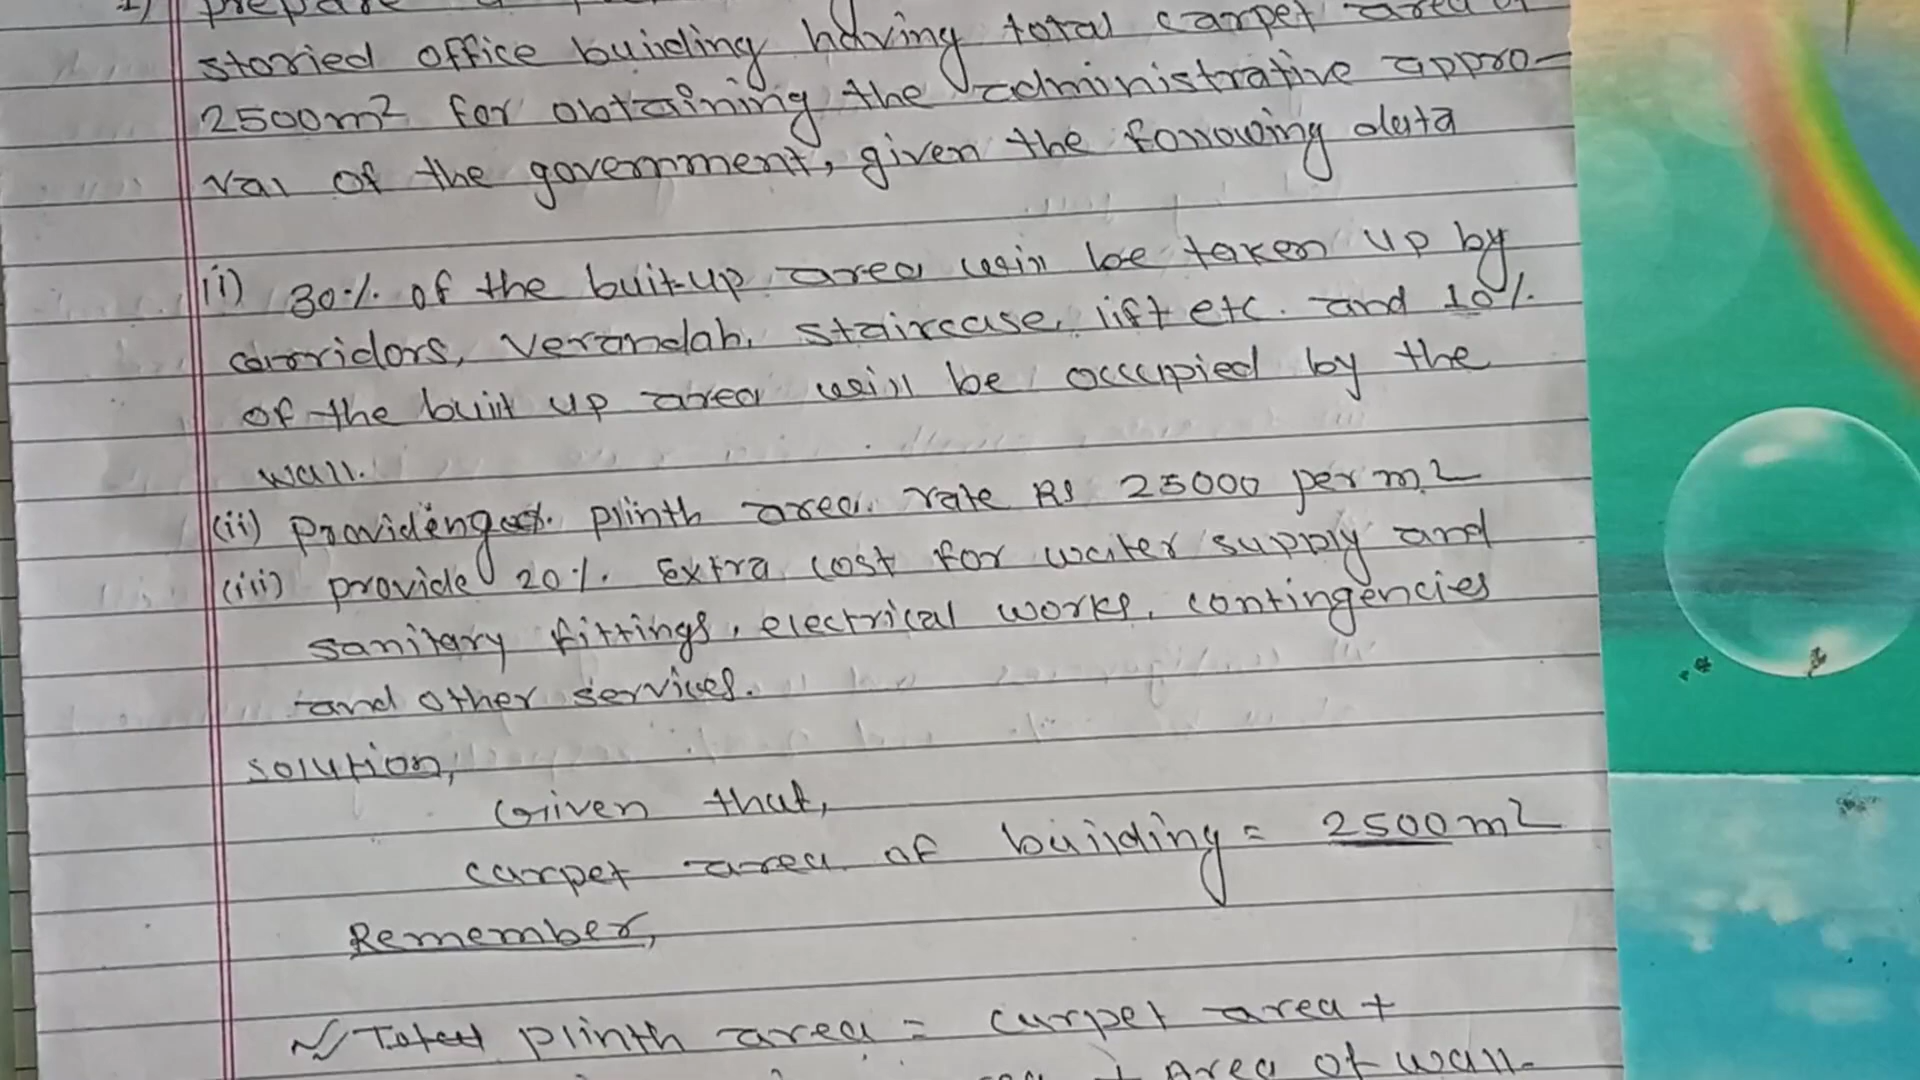 1) prepare a
storied office building having total carpet area of
2500m² for obtaining the administrative appro-
val of the government, given the following data
(i) 30% of the built-up area will be taken up by
corridors, verandah, staircase, lift etc. and 10%
of the built up area will be occupied by the
wall.
(ii) Providing plinth area rate Rs 25000 per m²
(iii) provide 20% Extra cost for water supply and
sanitary fittings, electrical works, contingencies
and other services.
solution,
Given that,
carpet area of building = 2500m²
Remember,
Total plinth area = carpet area +
+ Area of wall.